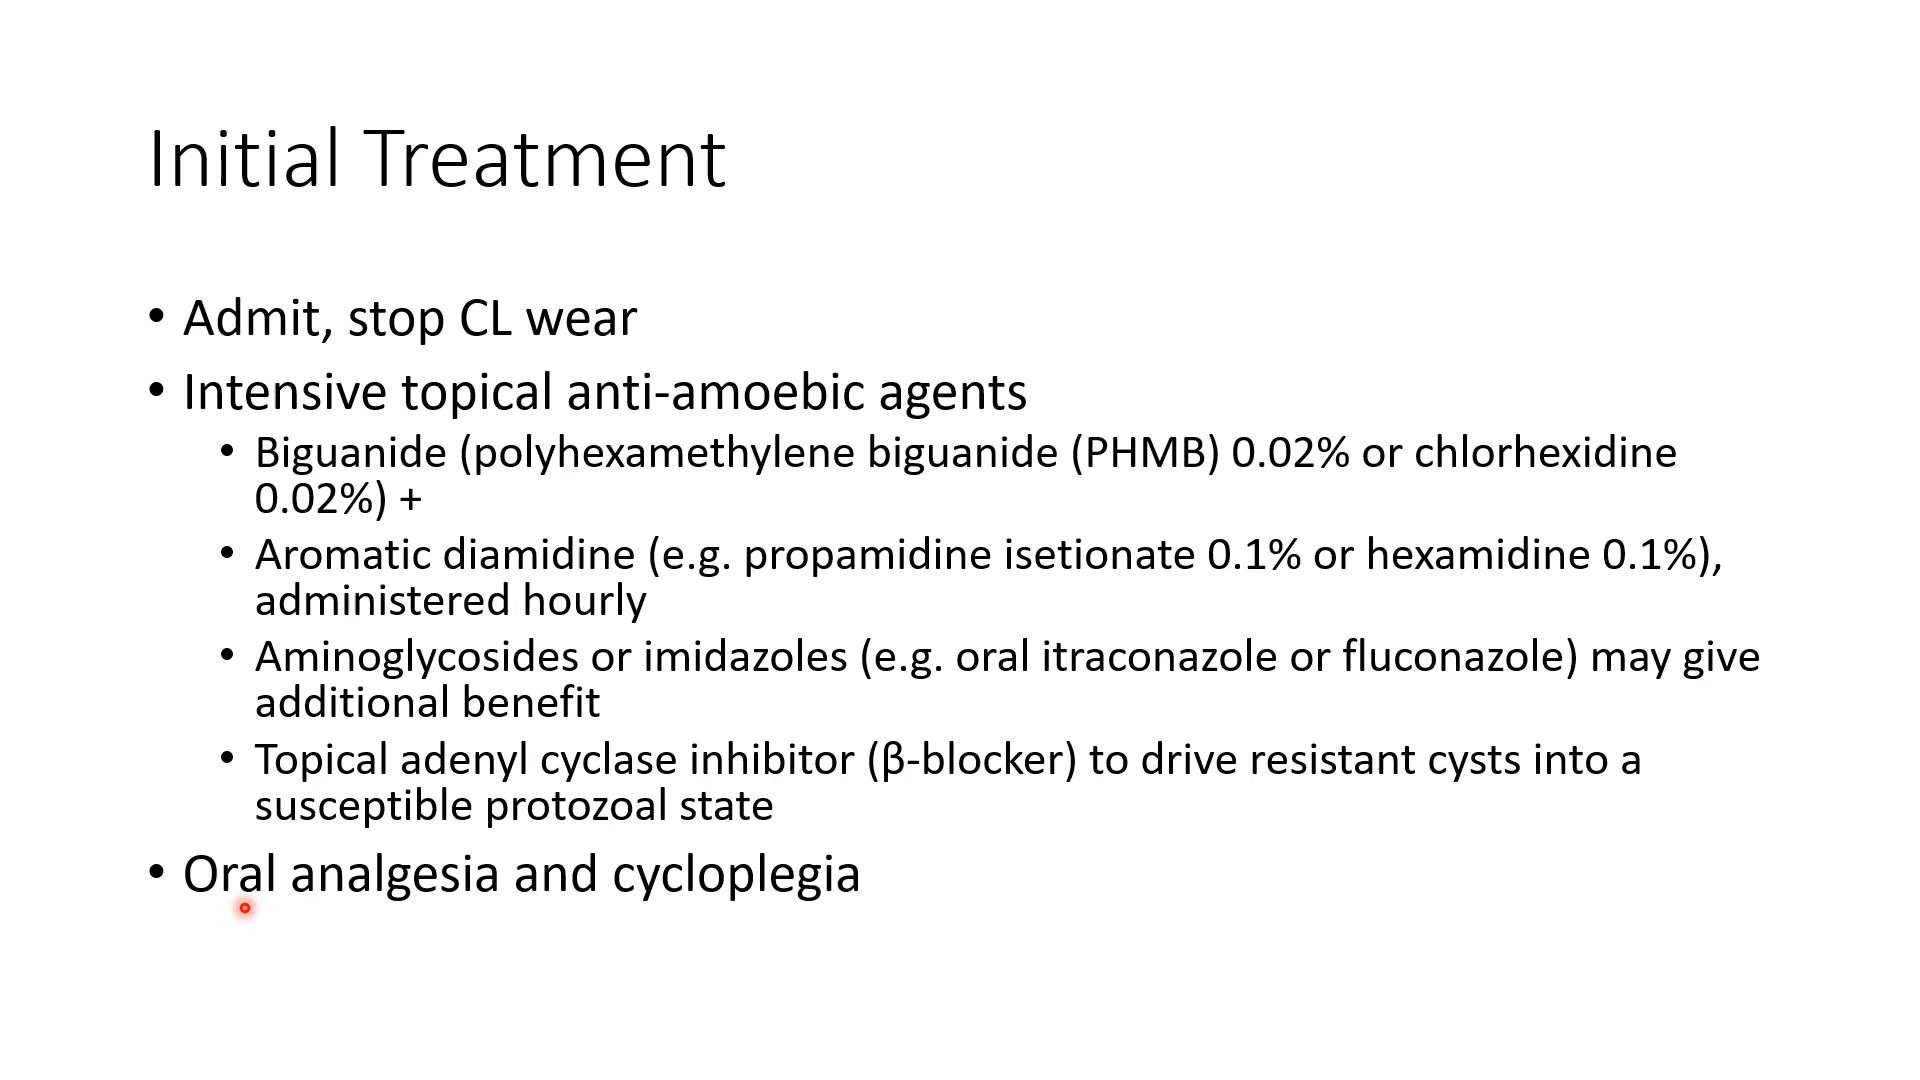 Initial Treatment
• Admit, stop CL wear
• Intensive topical anti-amoebic agents
• Biguanide (polyhexamethylene biguanide (PHMB) 0.02% or chlorhexidine
0.02%) +
• Aromatic diamidine (e.g. propamidine isetionate 0.1% or hexamidine 0.1%),
administered hourly
• Aminoglycosides or imidazoles (e.g. oral itraconazole or fluconazole) may give
additional benefit
• Topical adenyl cyclase inhibitor (β-blocker) to drive resistant cysts into a
susceptible protozoal state
• Oral analgesia and cycloplegia